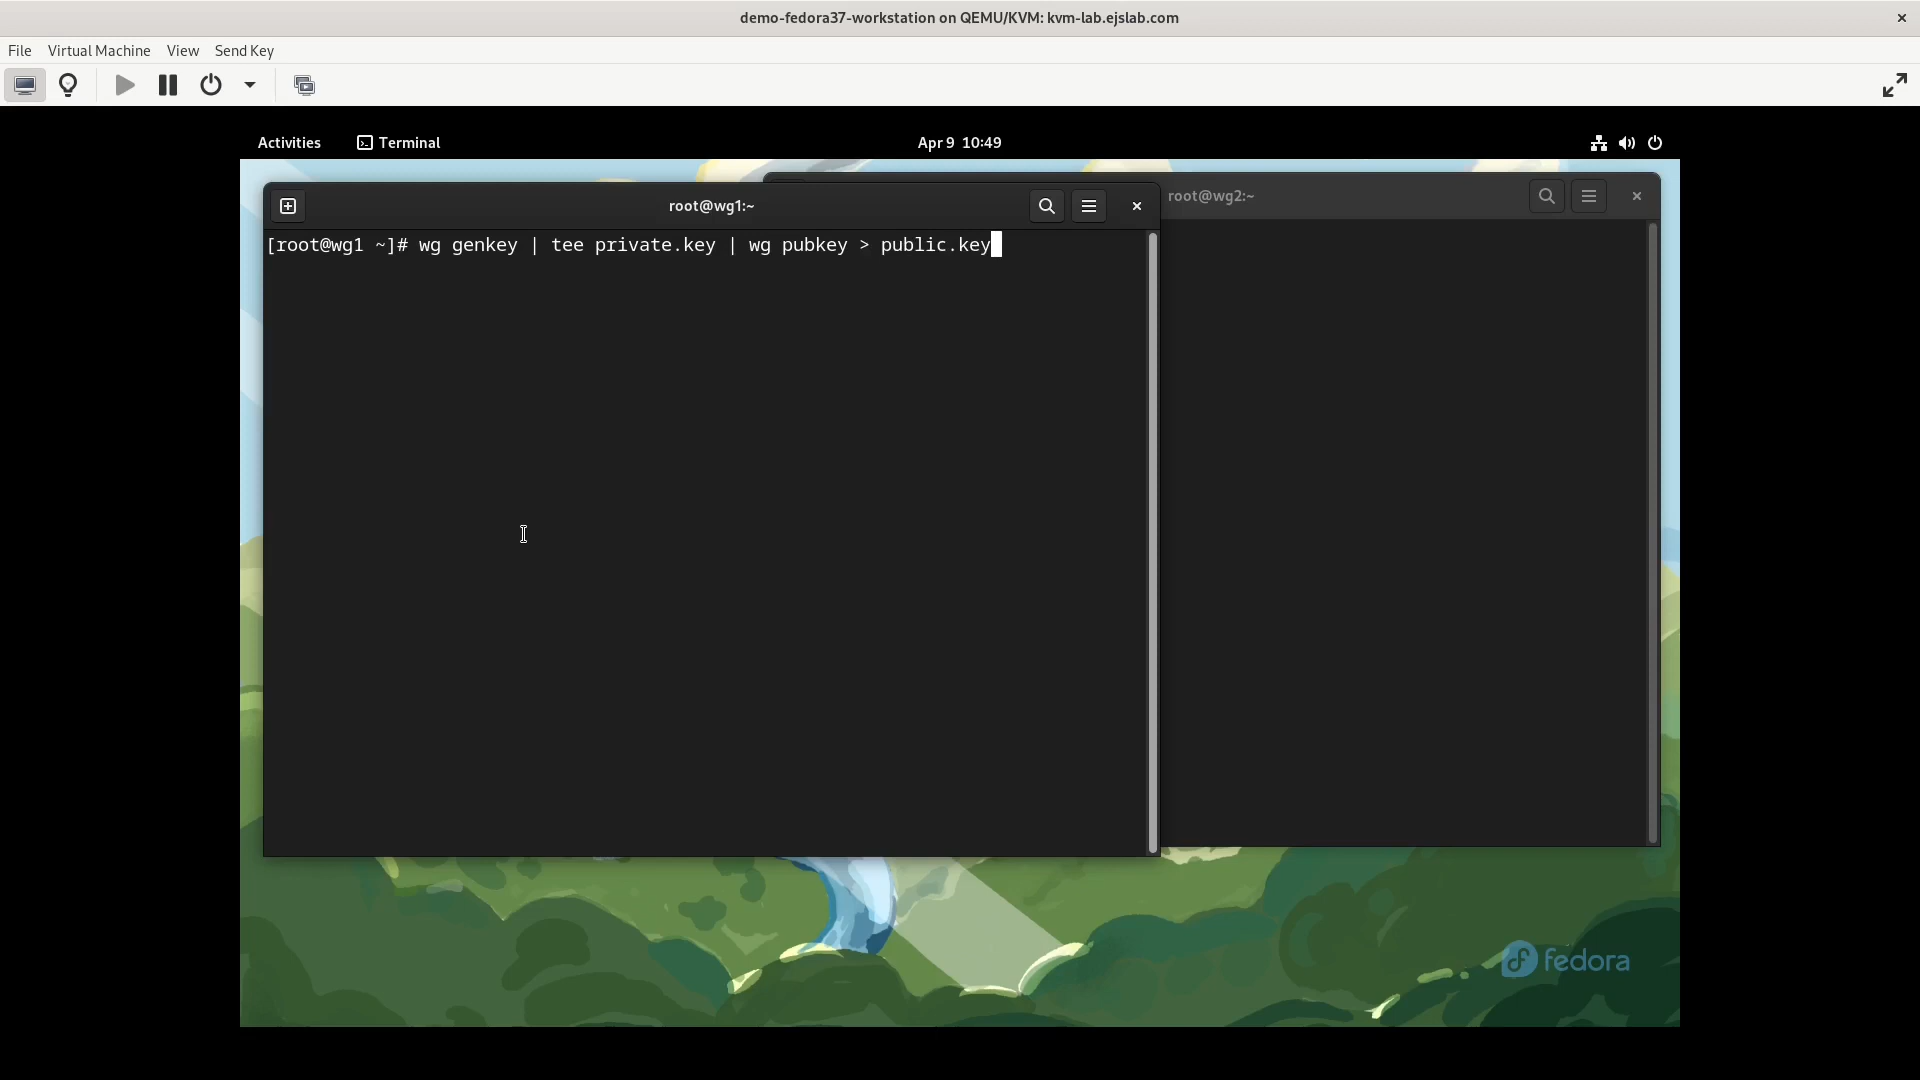 demo-fedora37-workstation on QEMU/KVM: kvm-lab.ejslab.com
File Virtual Machine View Send Key
Activities Terminal Apr 9 10:49
root@wg1:~
root@wg2:~
[root@wg1 ~]# wg genkey | tee private.key | wg pubkey > public.key
fedora